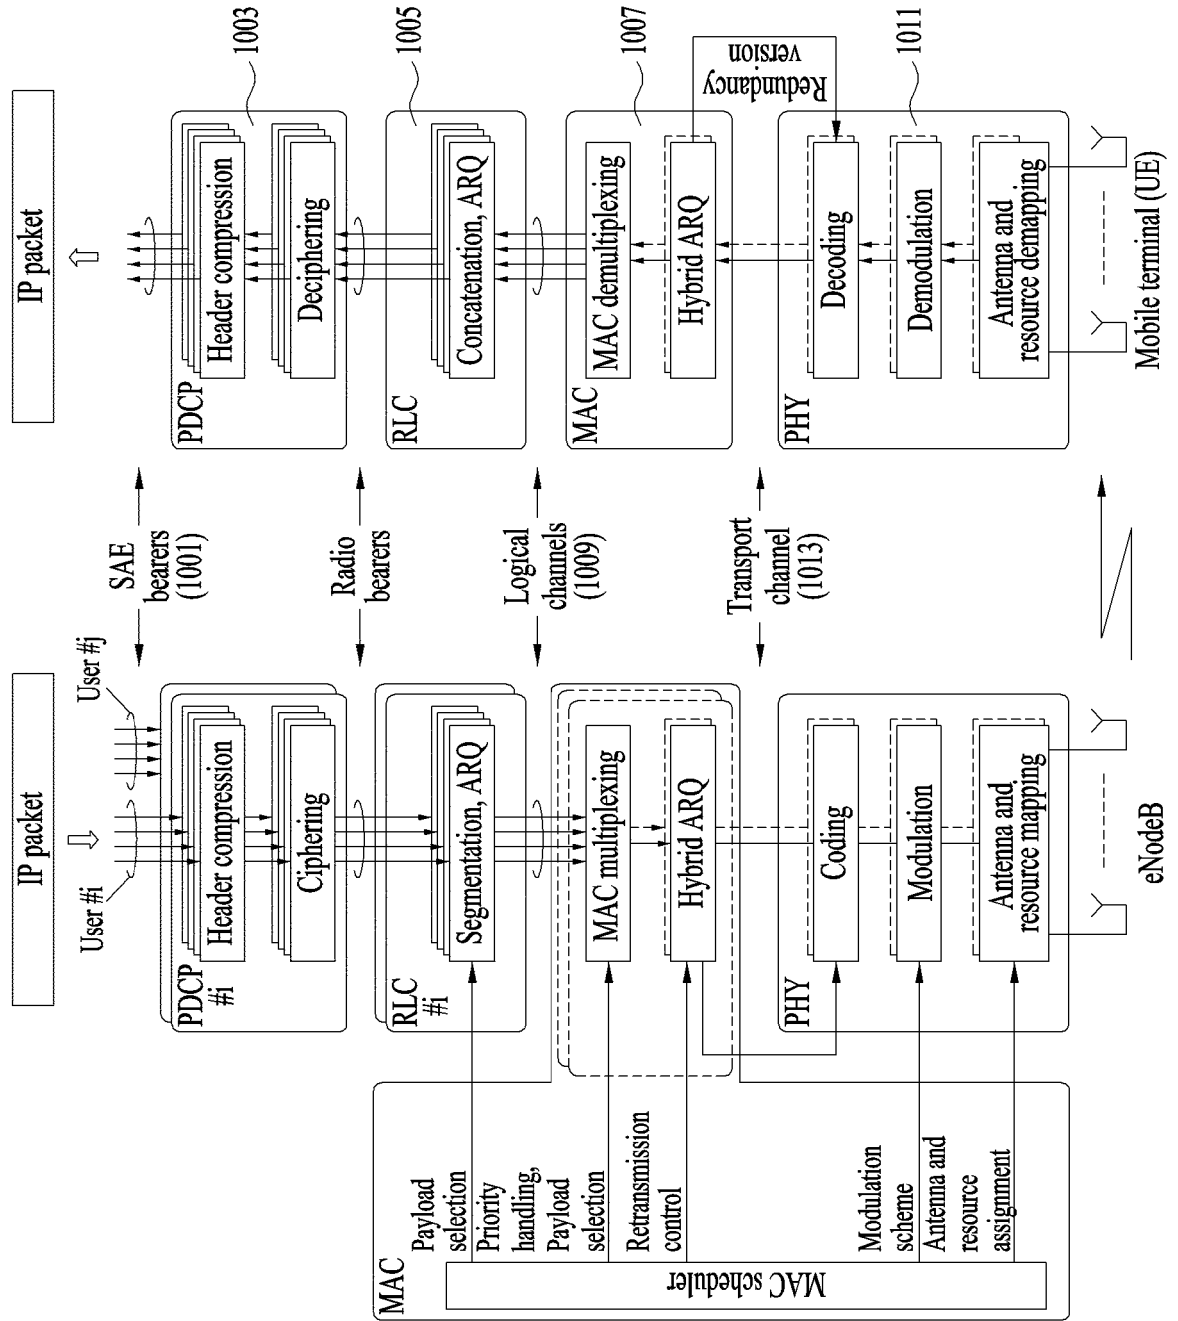 IP packet
IP packet
User #i
User #j
SAE
bearers
(1001)
1003
PDCP
#i
Header compression
Ciphering
PDCP
Header compression
Deciphering
Radio
bearers
1005
RLC
#i
Segmentation, ARQ
RLC
Concatenation, ARQ
Logical
channels
(1009)
1007
MAC
MAC scheduler
Payload
selection
Priority
handling,
Payload
selection
Retransmission
control
Modulation
scheme
Antenna and
resource
assignment
MAC multiplexing
Hybrid ARQ
MAC
MAC demultiplexing
Hybrid ARQ
Redundancy
version
Transport
channel
(1013)
1011
PHY
Coding
Modulation
Antenna and
resource mapping
PHY
Decoding
Demodulation
Antenna and
resource demapping
eNodeB
Mobile terminal (UE)